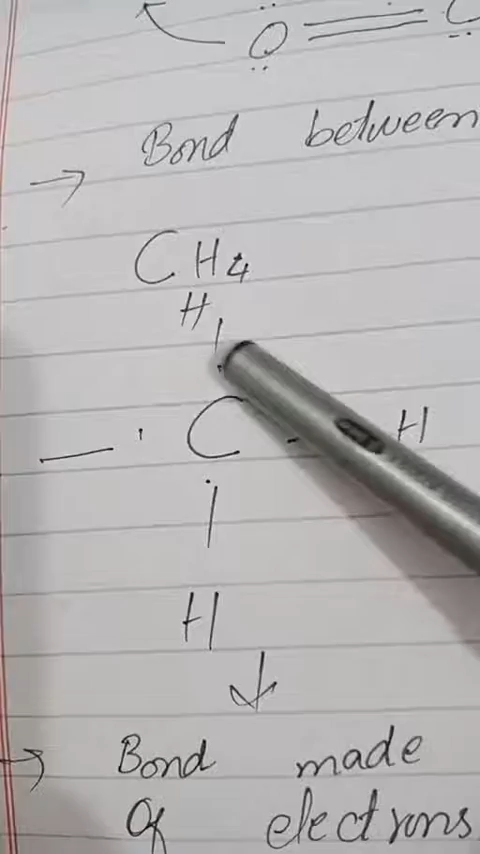 O = C
→ Bond between
CH4
H
C H
H
→ Bond made
Of electrons